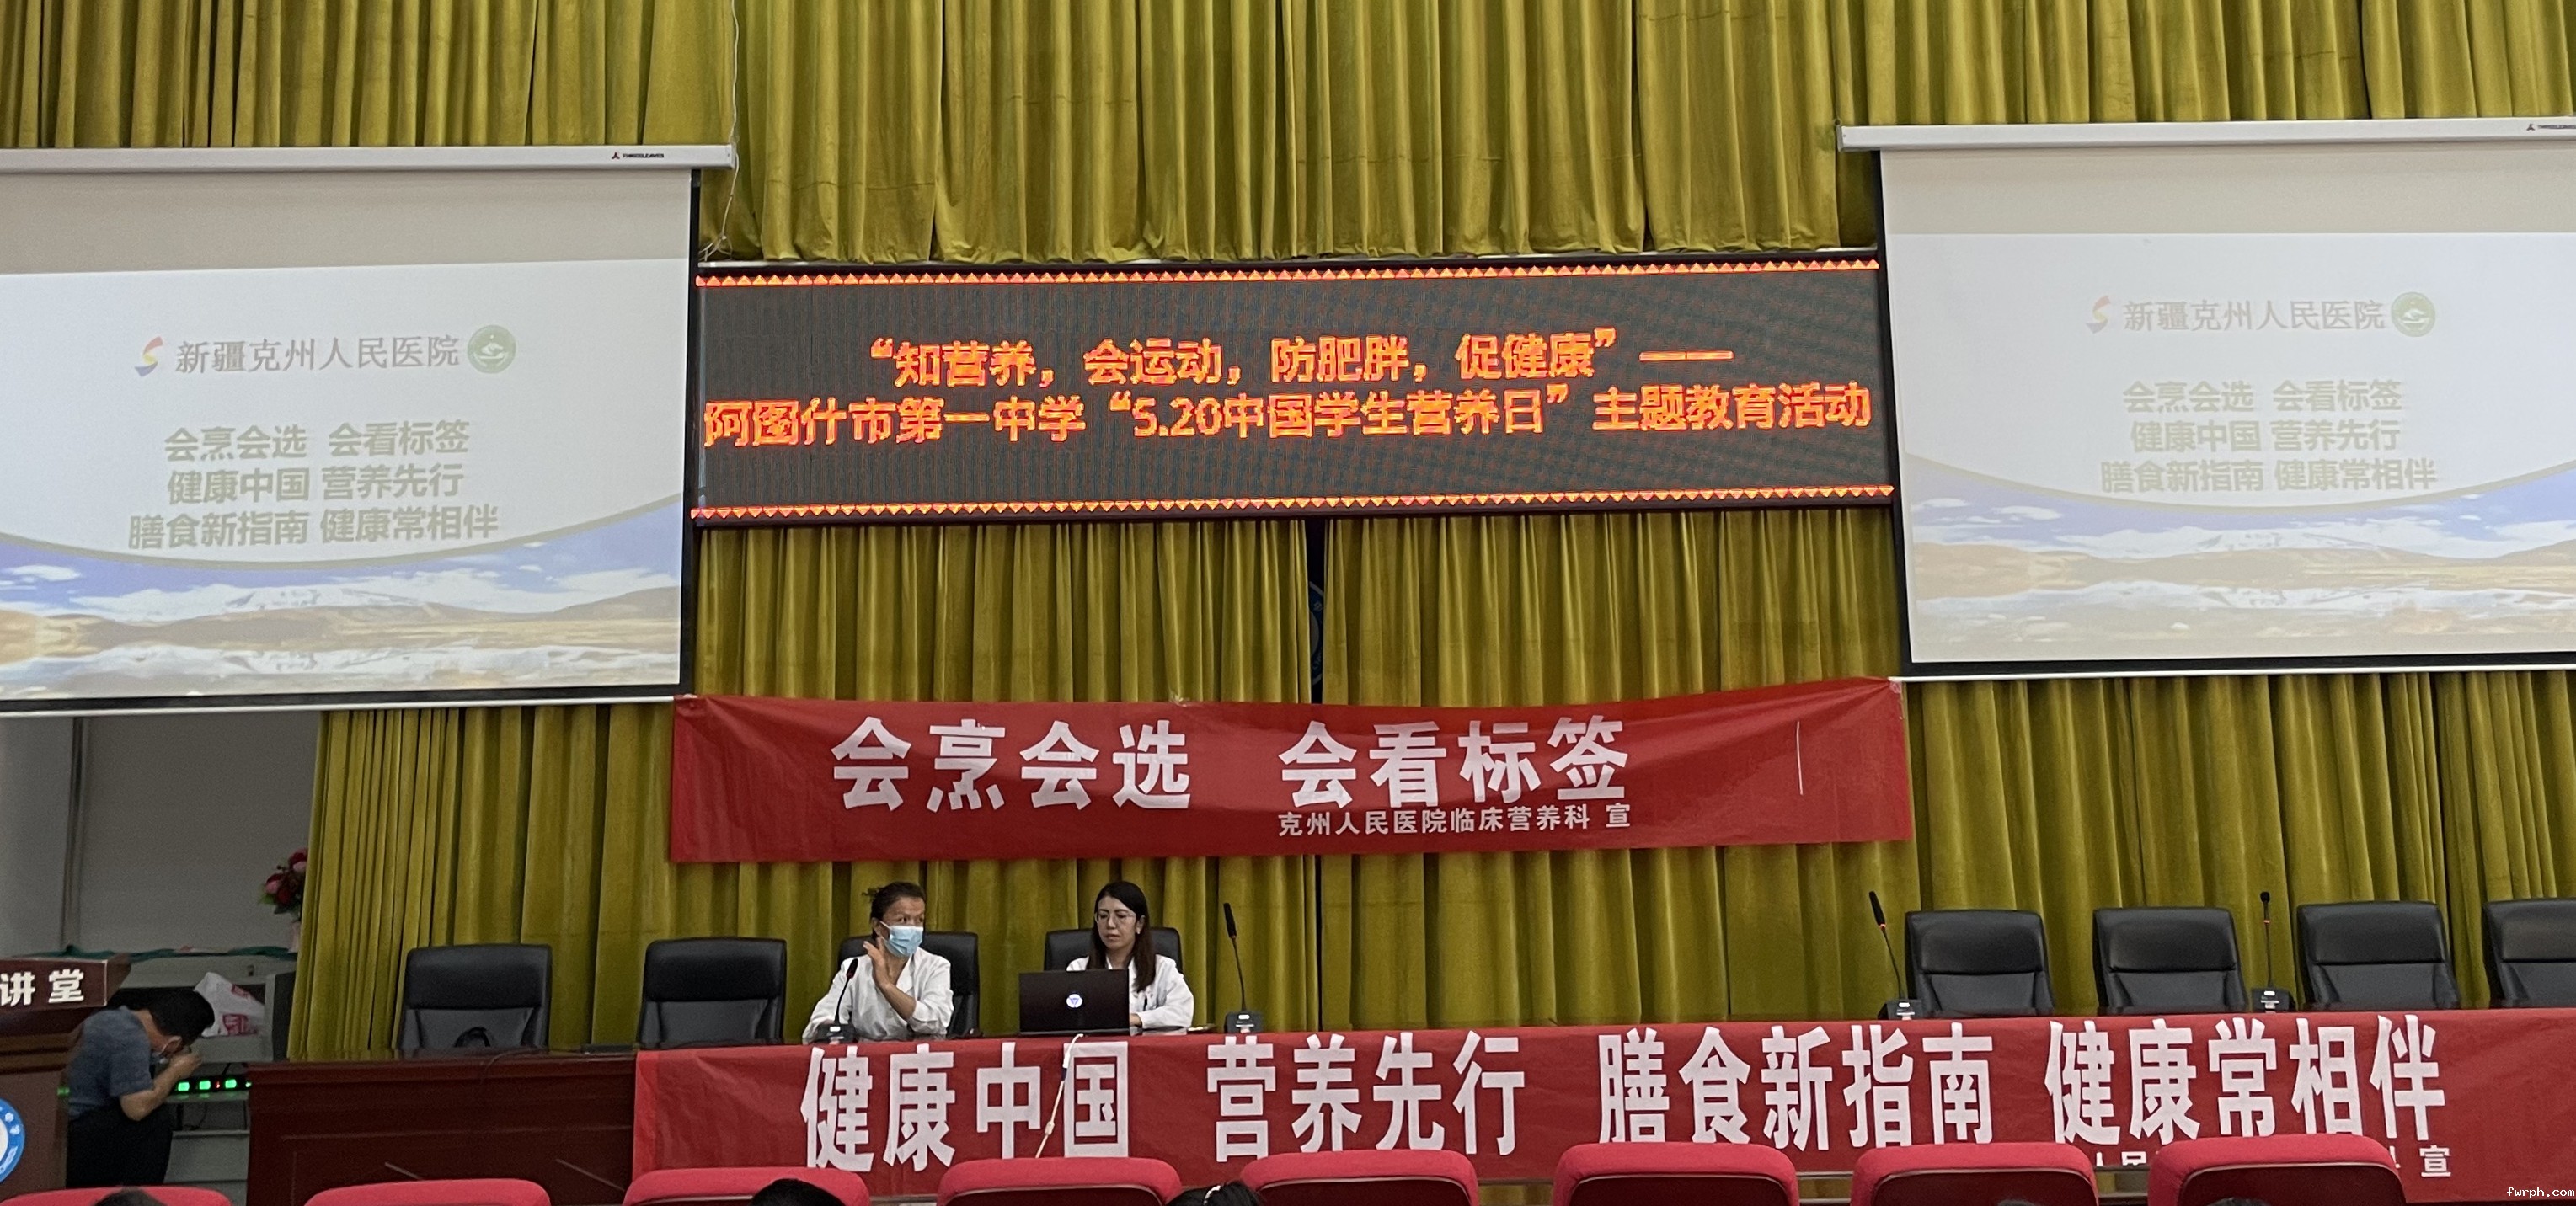 THREELEAVES
新疆克州人民医院
会烹会选 会看标签
健康中国 营养先行
膳食新指南 健康常相伴
“知营养，会运动，防肥胖，促健康”——
阿图什市第一中学“5.20中国学生营养日”主题教育活动
新疆克州人民医院
会烹会选 会看标签
健康中国 营养先行
膳食新指南 健康常相伴
会烹会选 会看标签
克州人民医院临床营养科 宣
讲堂
健康中国 营养先行 膳食新指南 健康常相伴
宣
fwrph.com